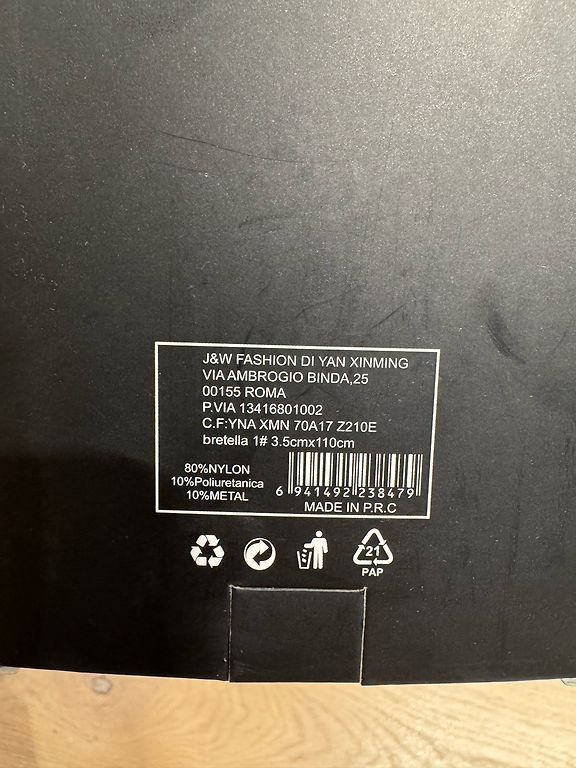 J&W FASHION DI YAN XINMING
VIA AMBROGIO BINDA,25
00155 ROMA
P.VIA 13416801002
C.F:YNA XMN 70A17 Z210E
bretella 1# 3.5cmx110cm
80%NYLON
10%Poliuretanica
10%METAL
6 941492 238479
MADE IN P.R.C
21
PAP